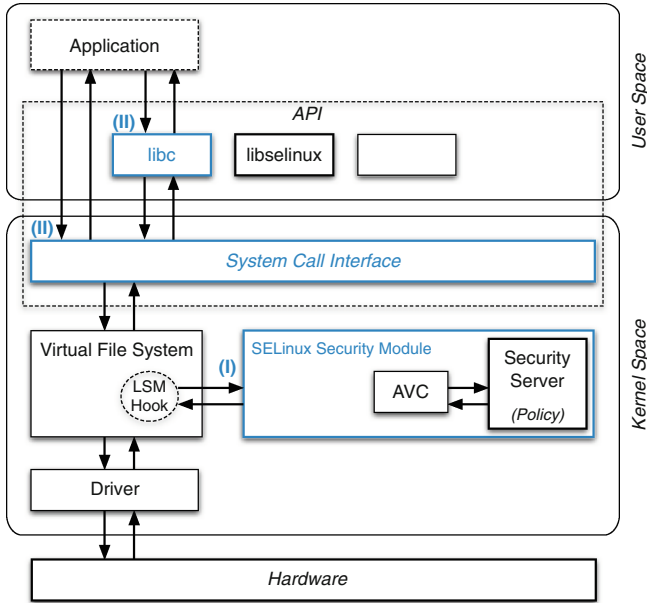 Application
User Space
API
(II)
libc
libselinux
(II)
System Call Interface
Virtual File System
LSM
Hook
(I)
SELinux Security Module
AVC
Security
Server
(Policy)
Kernel Space
Driver
Hardware